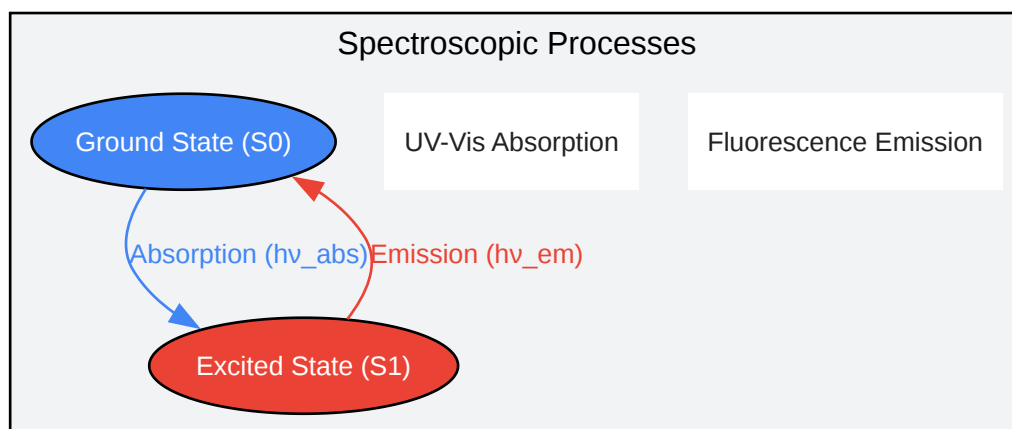 Spectroscopic Processes
Ground State (S0)
UV-Vis Absorption
Fluorescence Emission
Absorption (hν_abs)
Emission (hν_em)
Excited State (S1)